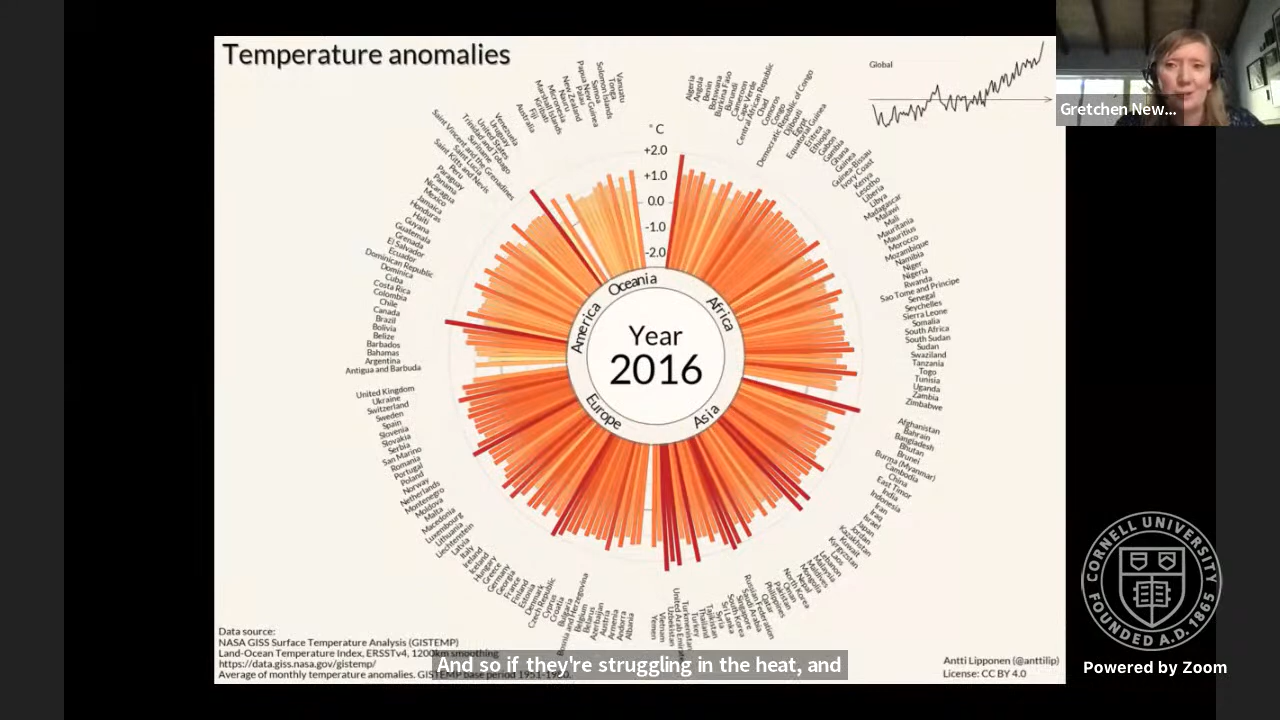 Temperature anomalies
Global
Gretchen New...
°C
+2.0
+1.0
0.0
-1.0
-2.0
Oceania
Africa
America
Europe
Asia
Year
2016
Algeria
Angola
Benin
Botswana
Burkina Faso
Burundi
Cameroon
Cape Verde
Central African Republic
Chad
Comoros
Congo
Democratic Republic of Congo
Djibouti
Egypt
Equatorial Guinea
Eritrea
Ethiopia
Gabon
Gambia
Ghana
Guinea
Guinea-Bissau
Ivory Coast
Kenya
Lesotho
Liberia
Libya
Madagascar
Malawi
Mali
Mauritania
Mauritius
Morocco
Mozambique
Namibia
Niger
Nigeria
Rwanda
Sao Tome and Principe
Senegal
Seychelles
Sierra Leone
Somalia
South Africa
South Sudan
Sudan
Swaziland
Tanzania
Togo
Tunisia
Uganda
Zambia
Zimbabwe
Afghanistan
Bahrain
Bangladesh
Bhutan
Brunei
Burma (Myanmar)
Cambodia
China
East Timor
India
Indonesia
Iran
Iraq
Israel
Japan
Jordan
Kazakhstan
Kuwait
Kyrgyzstan
Laos
Lebanon
Malaysia
Maldives
Mongolia
Nepal
North Korea
Oman
Pakistan
Philippines
Qatar
Russian Federation
Saudi Arabia
Singapore
South Korea
Sri Lanka
Syria
Tajikistan
Thailand
Turkey
Turkmenistan
United Arab Emirates
Uzbekistan
Vietnam
Yemen
Albania
Andorra
Armenia
Austria
Azerbaijan
Belarus
Belgium
Bosnia and Herzegovina
Bulgaria
Croatia
Cyprus
Czech Republic
Denmark
Estonia
Finland
France
Georgia
Germany
Greece
Hungary
Iceland
Ireland
Italy
Latvia
Liechtenstein
Lithuania
Luxembourg
Macedonia
Malta
Moldova
Montenegro
Netherlands
Norway
Poland
Portugal
Romania
San Marino
Serbia
Slovakia
Slovenia
Spain
Sweden
Switzerland
Ukraine
United Kingdom
Antigua and Barbuda
Argentina
Bahamas
Barbados
Belize
Bolivia
Brazil
Canada
Chile
Colombia
Costa Rica
Cuba
Dominica
Dominican Republic
Ecuador
El Salvador
Grenada
Guatemala
Guyana
Haiti
Honduras
Jamaica
Mexico
Nicaragua
Panama
Paraguay
Peru
Saint Kitts and Nevis
Saint Lucia
Saint Vincent and the Grenadines
Suriname
Trinidad and Tobago
United States
Uruguay
Venezuela
Australia
Fiji
Kiribati
Marshall Islands
Micronesia
Nauru
New Zealand
Palau
Papua New Guinea
Samoa
Solomon Islands
Tonga
Vanuatu
Data source:
NASA GISS Surface Temperature Analysis (GISTEMP)
Land-Ocean Temperature Index, ERSSTv4, 1200km smoothing
https://data.giss.nasa.gov/gistemp/
Average of monthly temperature anomalies. GISTEMP base period 1951-1980.
And so if they're struggling in the heat, and
Antti Lipponen (@anttilip)
License: CC BY 4.0
CORNELL UNIVERSITY
FOUNDED A.D. 1865
Powered by Zoom